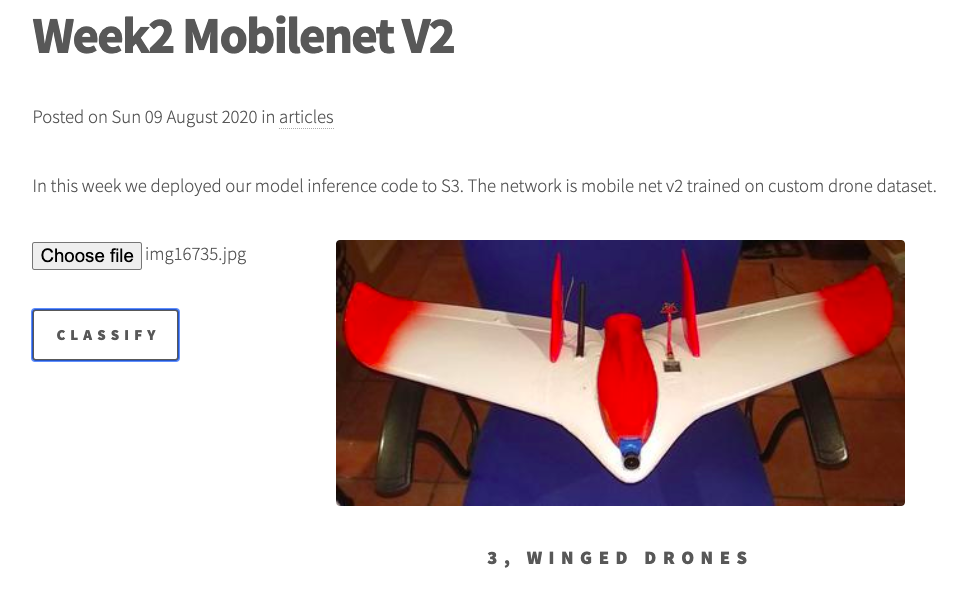 Week2 Mobilenet V2
Posted on Sun 09 August 2020 in articles
In this week we deployed our model inference code to S3. The network is mobile net v2 trained on custom drone dataset.
Choose file img16735.jpg
CLASSIFY
3, WINGED DRONES